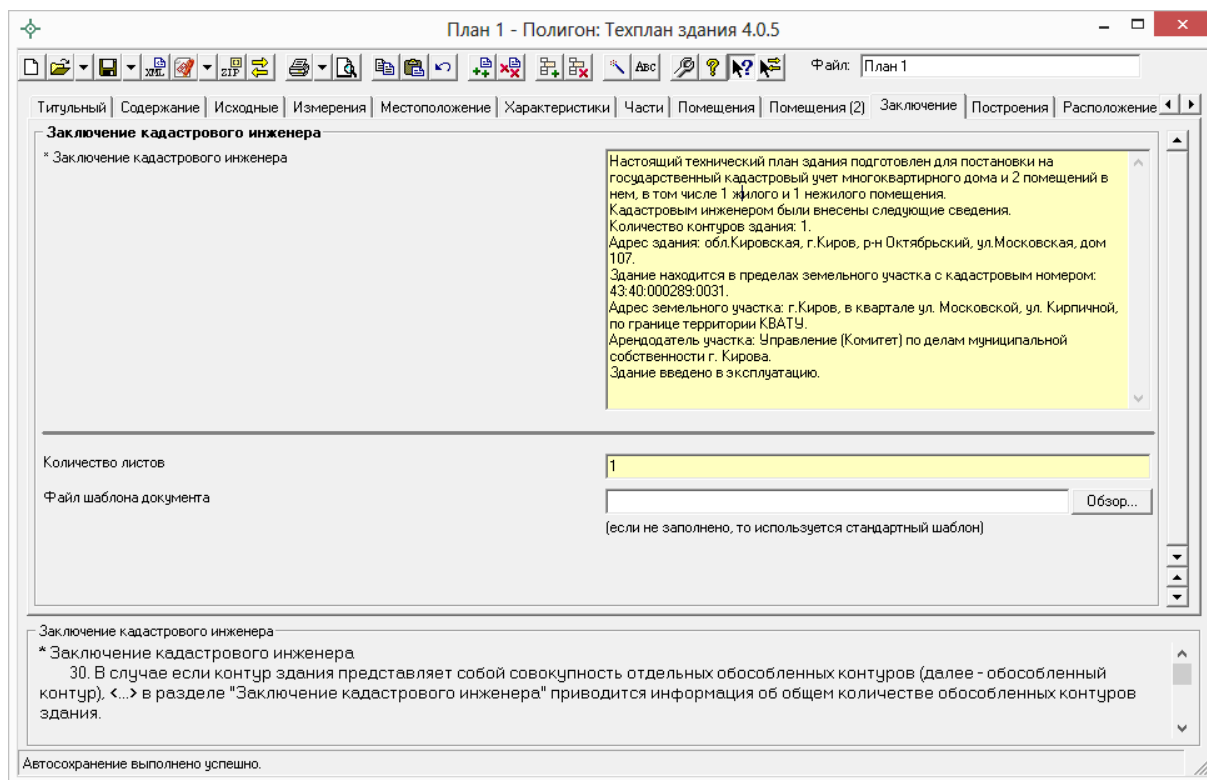 План 1 - Полигон: Техплан здания 4.0.5
XML
ZIP
ABC
Файл: План 1
Титульный Содержание Исходные Измерения Местоположение Характеристики Части Помещения Помещения (2) Заключение Построения Расположение
Заключение кадастрового инженера
* Заключение кадастрового инженера
Настоящий технический план здания подготовлен для постановки на
государственный кадастровый учет многоквартирного дома и 2 помещений в
нем, в том числе 1 жилого и 1 нежилого помещения.
Кадастровым инженером были внесены следующие сведения.
Количество контуров здания: 1.
Адрес здания: обл.Кировская, г.Киров, р-н Октябрьский, ул.Московская, дом
107.
Здание находится в пределах земельного участка с кадастровым номером:
43:40:000289:0031.
Адрес земельного участка: г.Киров, в квартале ул. Московской, ул. Кирпичной,
по границе территории КВАТУ.
Арендодатель участка: Управление (Комитет) по делам муниципальной
собственности г. Кирова.
Здание введено в эксплуатацию.
Количество листов
1
Файл шаблона документа
Обзор...
(если не заполнено, то используется стандартный шаблон)
Заключение кадастрового инженера
* Заключение кадастрового инженера
30. В случае если контур здания представляет собой совокупность отдельных обособленных контуров (далее - обособленный
контур), <...> в разделе "Заключение кадастрового инженера" приводится информация об общем количестве обособленных контуров
здания.
Автосохранение выполнено успешно.